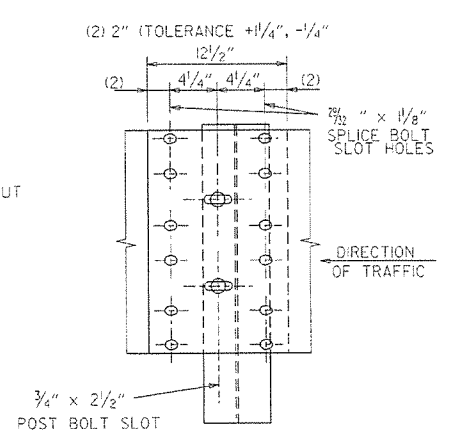 (2) 2" (TOLERANCE +1 1/4", -1/4"
12 1/2"
(2) 4 1/4" 4 1/4" (2)
29/32 " x 1 1/8"
SPLICE BOLT
SLOT HOLES
UT
DIRECTION
OF TRAFFIC
3/4" x 2 1/2"
POST BOLT SLOT